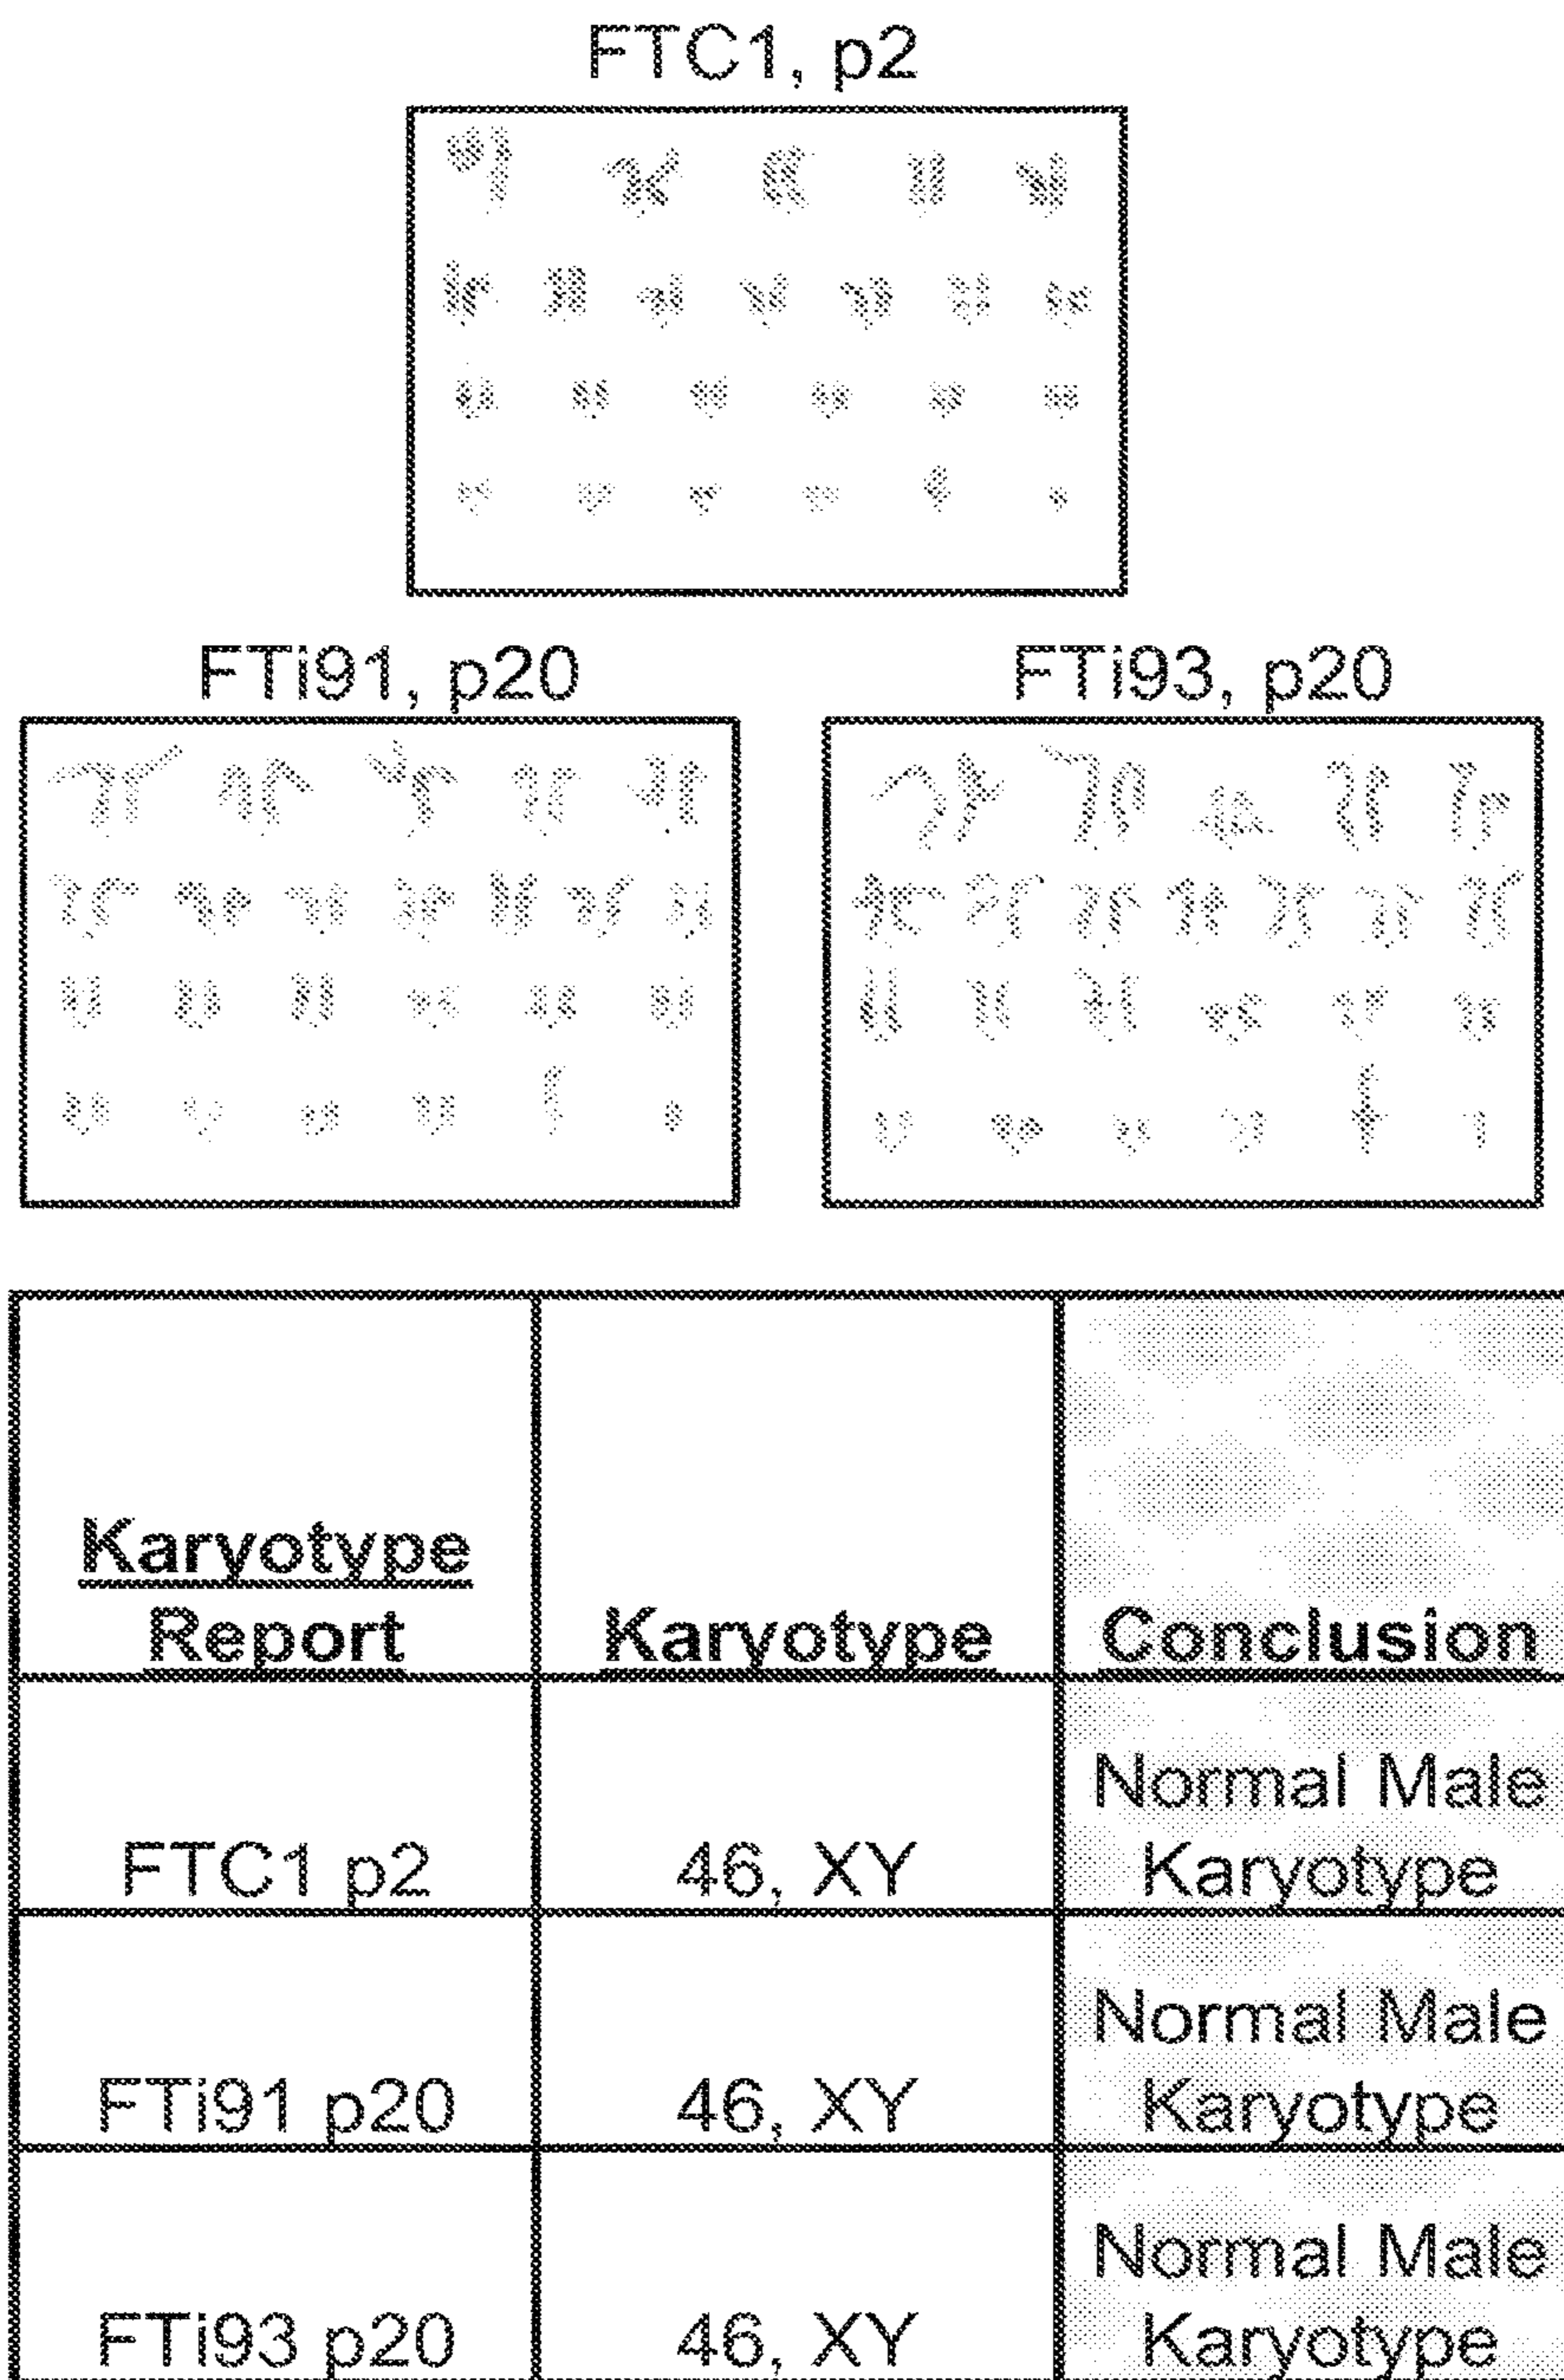 FTC1, p2
FTi91, p20
FTi93, p20
Karyotype
Report
Karyotype
Conclusion
FTC1 p2
46, XY
Normal Male
Karyotype
FTi91 p20
46, XY
Normal Male
Karyotype
FTi93 p20
46, XY
Normal Male
Karyotype